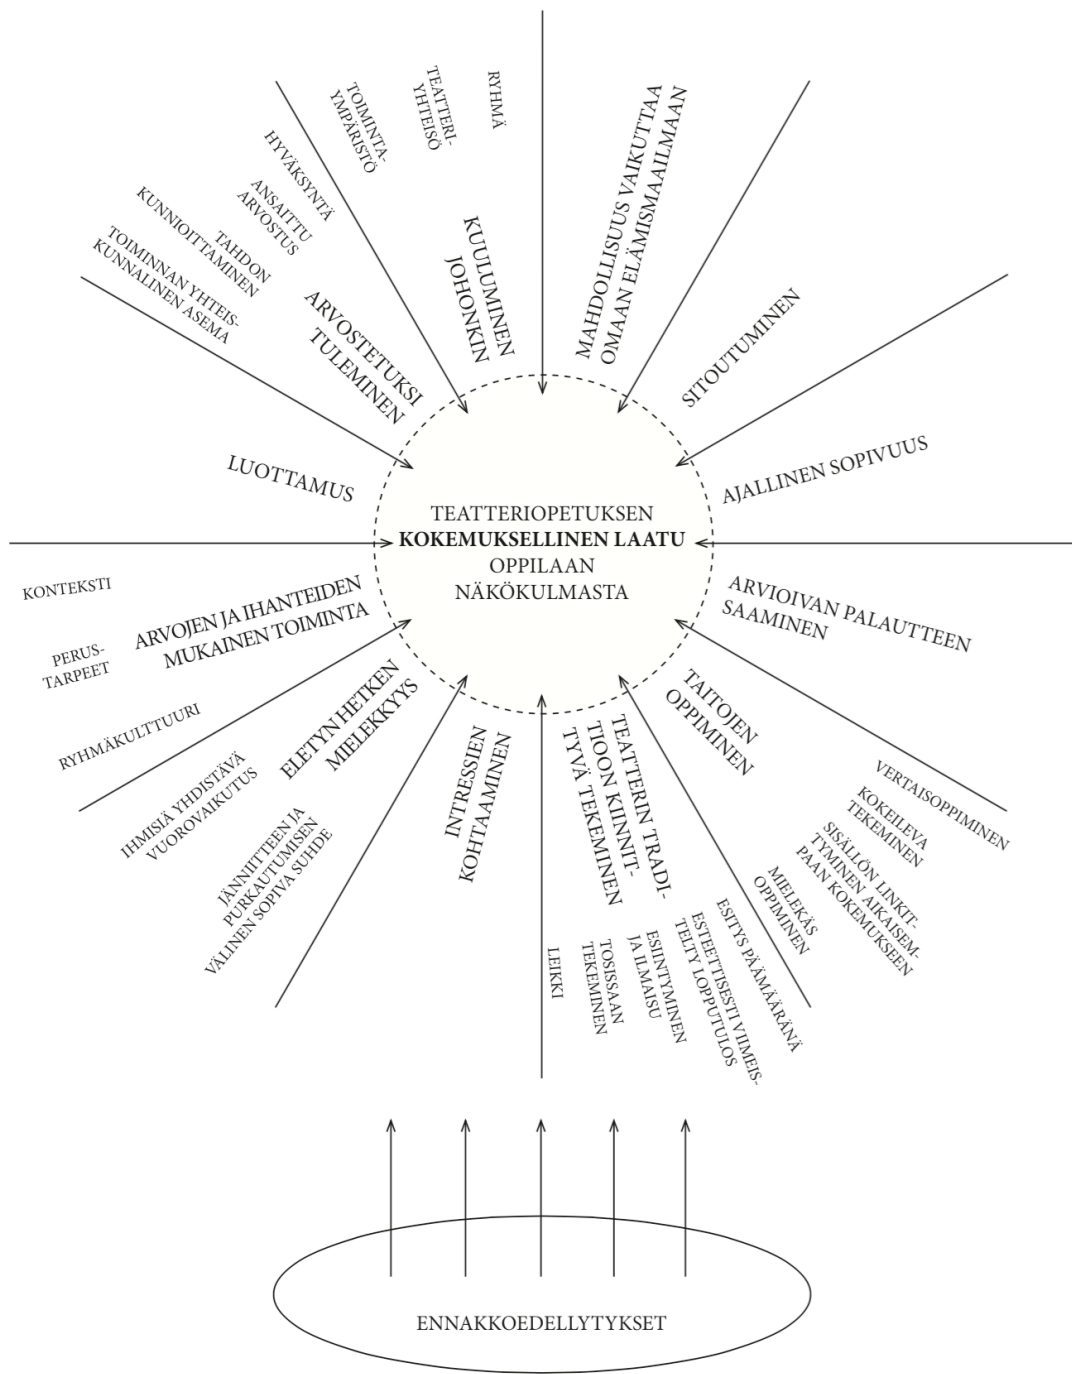 TEATTERIOPETUKSEN
KOKEMUKSELLINEN LAATU
OPPILAAN
NÄKÖKULMASTA
MAHDOLLISUUS VAIKUTTAA
OMAAN ELÄMISMAAILMAAN
SITOUTUMINEN
AJALLINEN SOPIVUUS
ARVIOIVAN PALAUTTEEN
SAAMINEN
TAITOJEN
OPPIMINEN
VERTAISOPPIMINEN
KOKEILEVA
TEKEMINEN
SISÄLLÖN LINKIT-
TYMINEN AIKAISEM-
PAAN KOKEMUKSEEN
MIELEKÄS
OPPIMINEN
TEATTERIN TRADI-
TIOON KIINNIT-
TYVÄ TEKEMINEN
ESITYS PÄÄMÄÄRÄNÄ
ESTEETTISESTI VIIMEIS-
TELTY LOPPUTULOS
ESIINTYMINEN
JA ILMAISU
TOSISSAAN
TEKEMINEN
LEIKKI
INTRESSIEN
KOHTAAMINEN
ELETYN HETKEN
MIELEKKYYS
IHMISIÄ YHDISTÄVÄ
VUOROVAIKUTUS
JÄNNIITTEEN JA
PURKAUTUMISEN
VÄLINEN SOPIVA SUHDE
ARVOJEN JA IHANTEIDEN
MUKAINEN TOIMINTA
KONTEKSTI
PERUS-
TARPEET
RYHMÄKULTTUURI
LUOTTAMUS
ARVOSTETUKSI
TULEMINEN
TOIMINNAN YHTEIS-
KUNNALINEN ASEMA
TAHDON
KUNNIOITTAMINEN
ANSAITTU
ARVOSTUS
HYVÄKSYNTÄ
KUULUMINEN
JOHONKIN
TOIMINTA-
YMPÄRISTÖ
TEATTERI-
YHTEISÖ
RYHMÄ
ENNAKKOEDELLYTYKSET